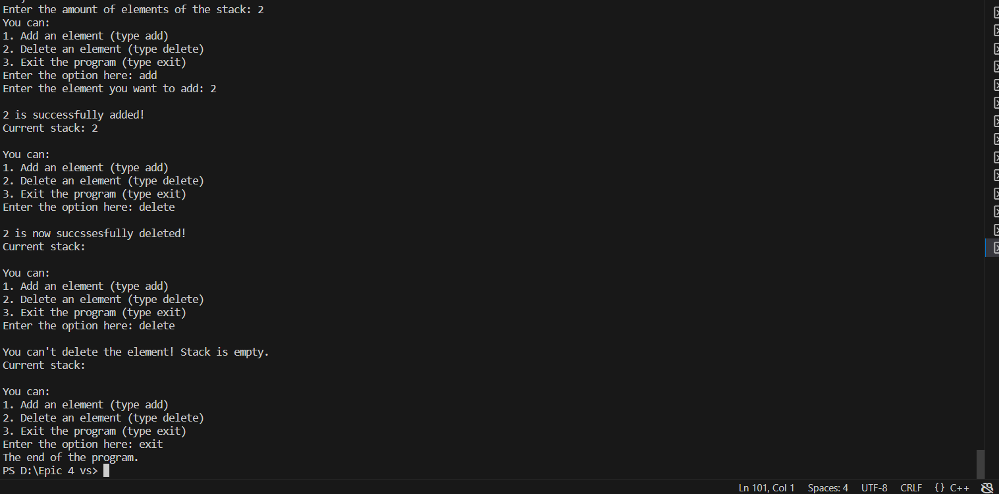 Enter the amount of elements of the stack: 2
You can:
1. Add an element (type add)
2. Delete an element (type delete)
3. Exit the program (type exit)
Enter the option here: add
Enter the element you want to add: 2
2 is successfully added!
Current stack: 2
You can:
1. Add an element (type add)
2. Delete an element (type delete)
3. Exit the program (type exit)
Enter the option here: delete
2 is now succssesfully deleted!
Current stack:
You can:
1. Add an element (type add)
2. Delete an element (type delete)
3. Exit the program (type exit)
Enter the option here: delete
You can't delete the element! Stack is empty.
Current stack:
You can:
1. Add an element (type add)
2. Delete an element (type delete)
3. Exit the program (type exit)
Enter the option here: exit
The end of the program.
PS D:\Epic 4 vs>
Ln 101, Col 1 Spaces: 4 UTF-8 CRLF {} C++